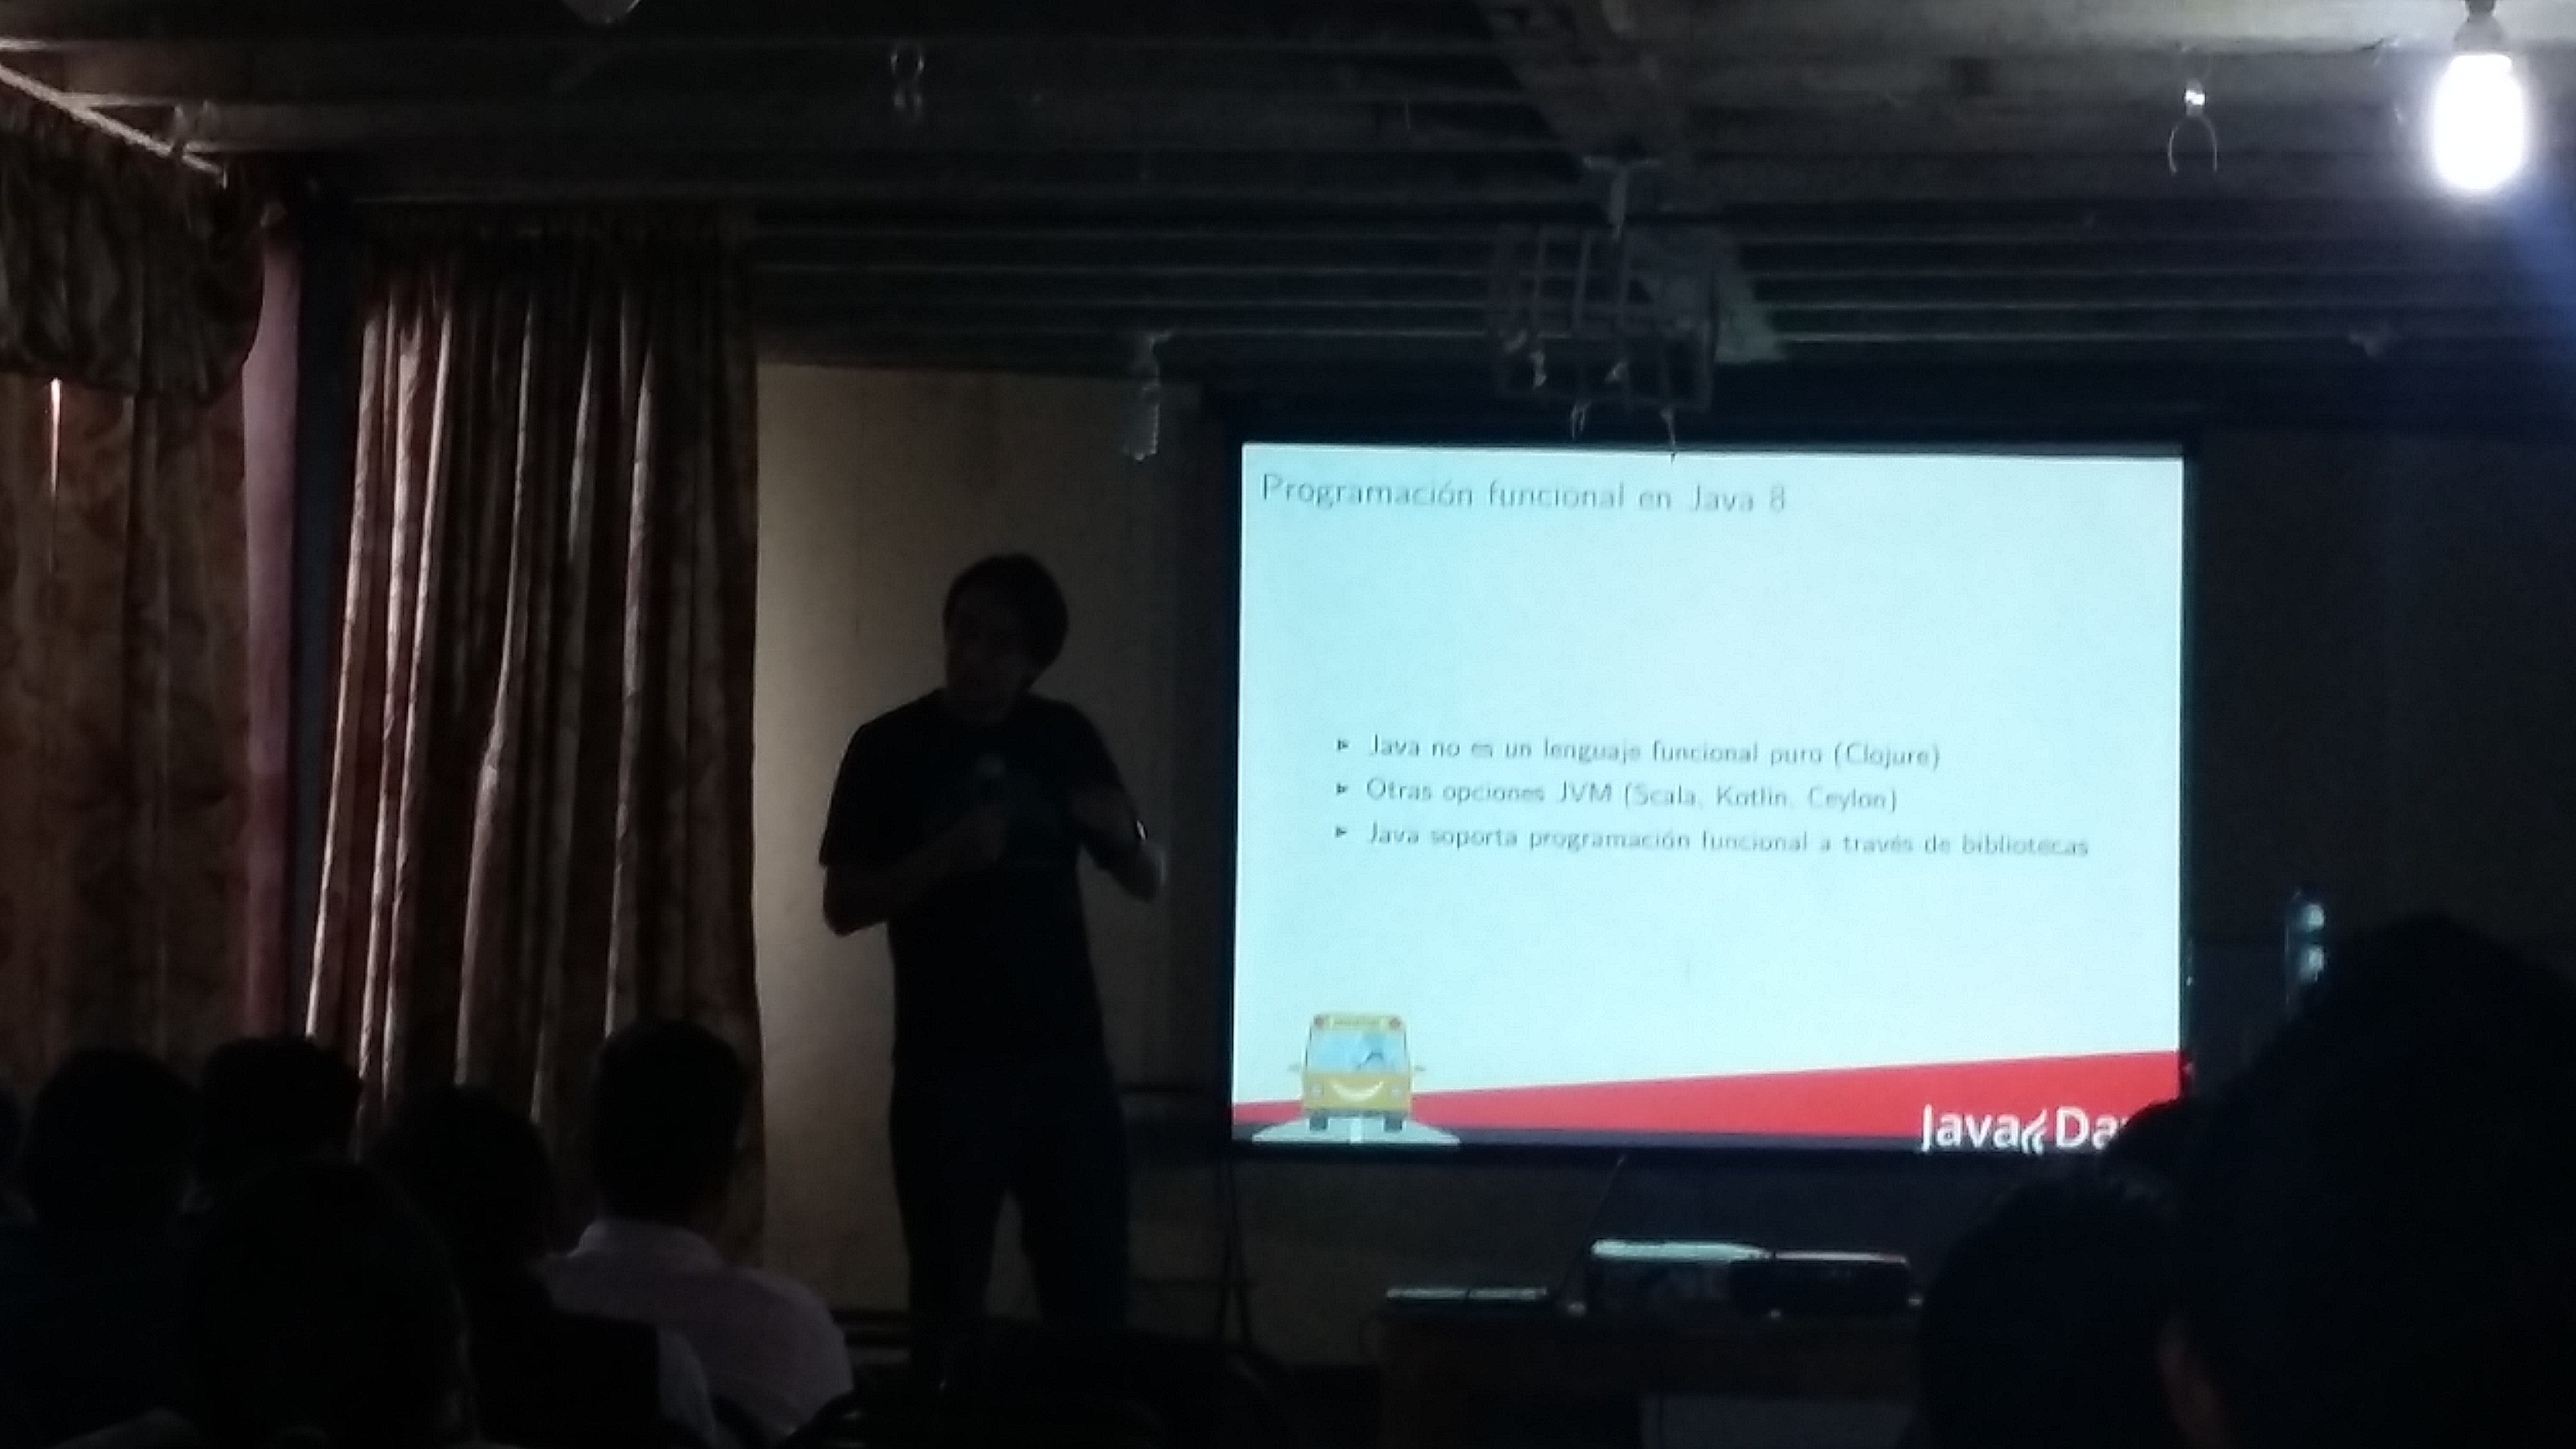 Programación funcional en Java 8
Java no es un lenguaje funcional puro (Clojure)
Otras opciones JVM (Scala, Kotlin, Ceylon)
Java soporta programación funcional a través de bibliotecas
Java Da